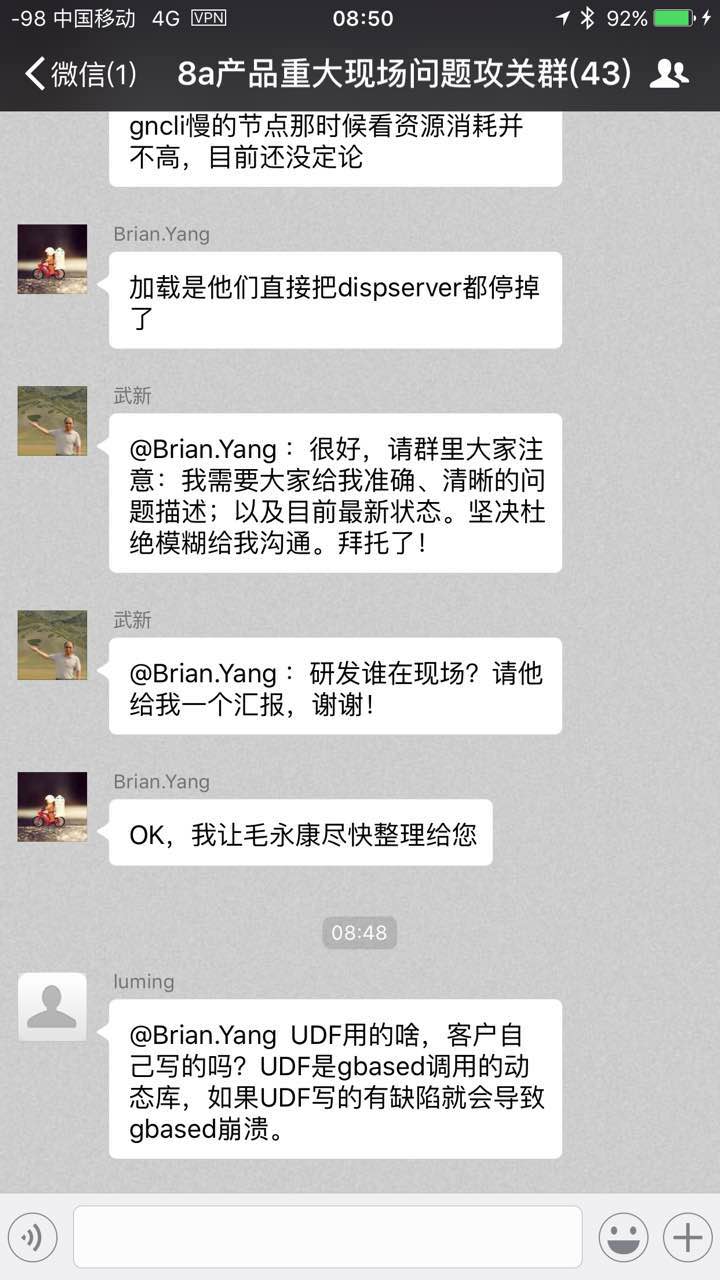 -98 中国移动 4G VPN 08:50 92%
微信(1) 8a产品重大现场问题攻关群(43)
gncli慢的节点那时候看资源消耗并
不高，目前还没定论
Brian.Yang
加载是他们直接把dispserver都停掉
了
武新
@Brian.Yang： 很好，请群里大家注
意：我需要大家给我准确、清晰的问
题描述；以及目前最新状态。坚决杜
绝模糊给我沟通。拜托了！
武新
@Brian.Yang： 研发谁在现场？请他
给我一个汇报，谢谢！
Brian.Yang
OK，我让毛永康尽快整理给您
08:48
luming
@Brian.Yang UDF用的啥，客户自
己写的吗？UDF是gbased调用的动
态库，如果UDF写的有缺陷就会导致
gbased崩溃。